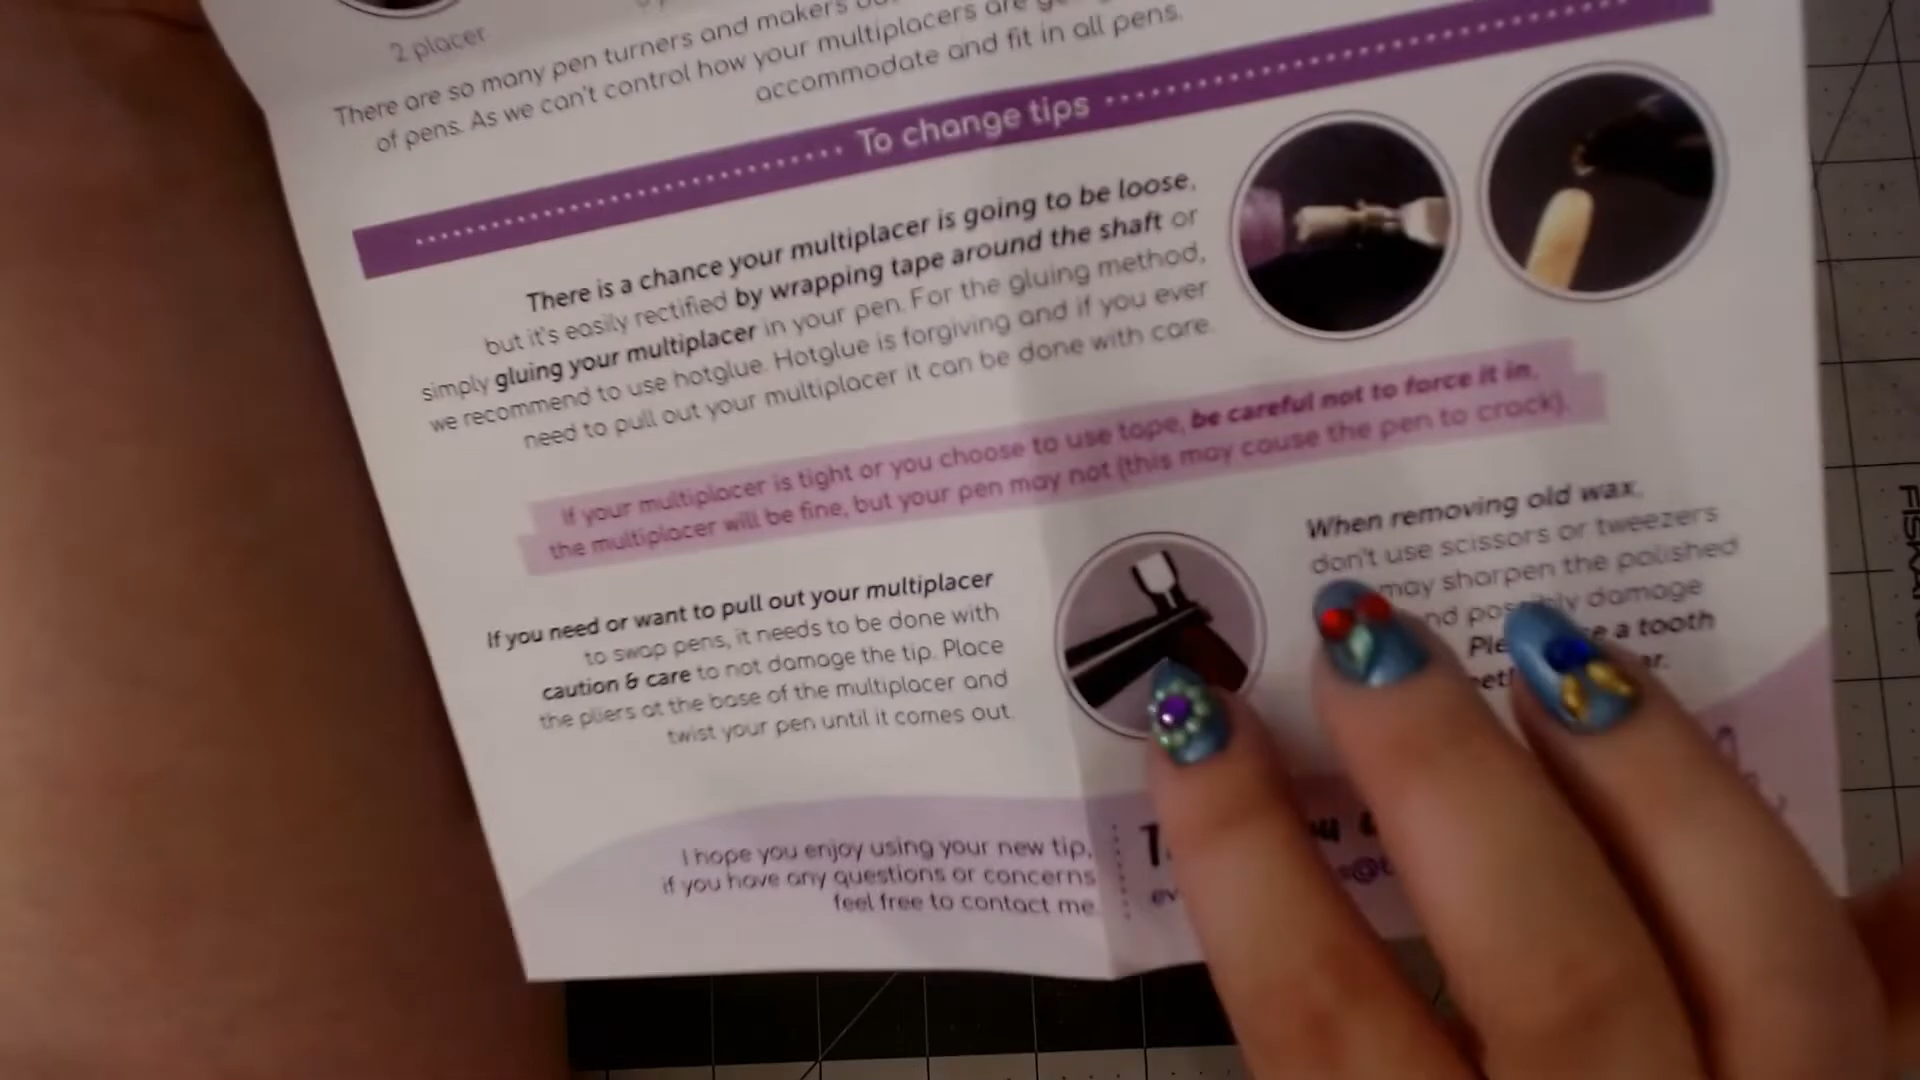 2 placer
There are so many pen turners and makers
of pens. As we can't control how your multiplacers are
accommodate and fit in all pens.
To change tips
There is a chance your multiplacer is going to be loose,
but it's easily rectified by wrapping tape around the shaft or
simply gluing your multiplacer in your pen. For the gluing method,
we recommend to use hotglue. Hotglue is forgiving and if you ever
need to pull out your multiplacer it can be done with care.
If your multiplacer is tight or you choose to use tape, be careful not to force it in,
the multiplacer will be fine, but your pen may not (this may cause the pen to crack).
If you need or want to pull out your multiplacer
to swap pens, it needs to be done with
caution & care to not damage the tip. Place
the pliers at the base of the multiplacer and
twist your pen until it comes out.
When removing old wax,
don't use scissors or tweezers
may sharpen the polished
damage
a tooth
I hope you enjoy using your new tip,
if you have any questions or concerns
feel free to contact me
FISKARS